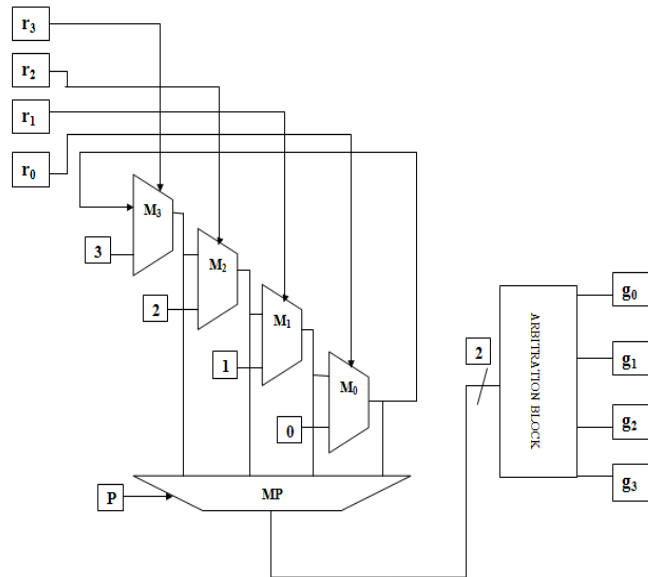 r₃
r₂
r₁
r₀
M₃
3
M₂
2
M₁
1
M₀
0
P
MP
2
ARBITRATION BLOCK
g₀
g₁
g₂
g₃